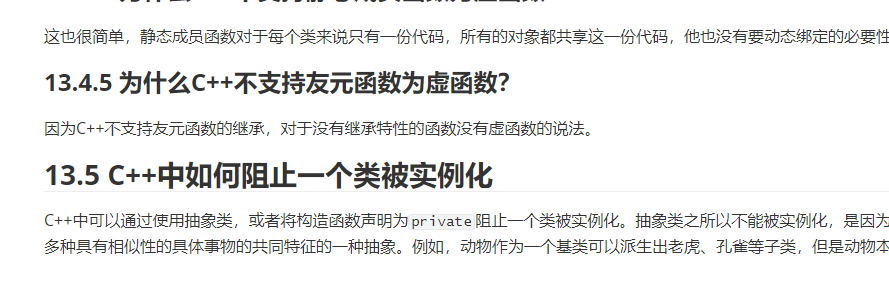 这也很简单，静态成员函数对于每个类来说只有一份代码，所有的对象都共享这一份代码，他也没有要动态绑定的必要性
13.4.5 为什么C++不支持友元函数为虚函数？
因为C++不支持友元函数的继承，对于没有继承特性的函数没有虚函数的说法。
13.5 C++中如何阻止一个类被实例化
C++中可以通过使用抽象类，或者将构造函数声明为private阻止一个类被实例化。抽象类之所以不能被实例化，是因为
多种具有相似性的具体事物的共同特征的一种抽象。例如，动物作为一个基类可以派生出老虎、孔雀等子类，但是动物本